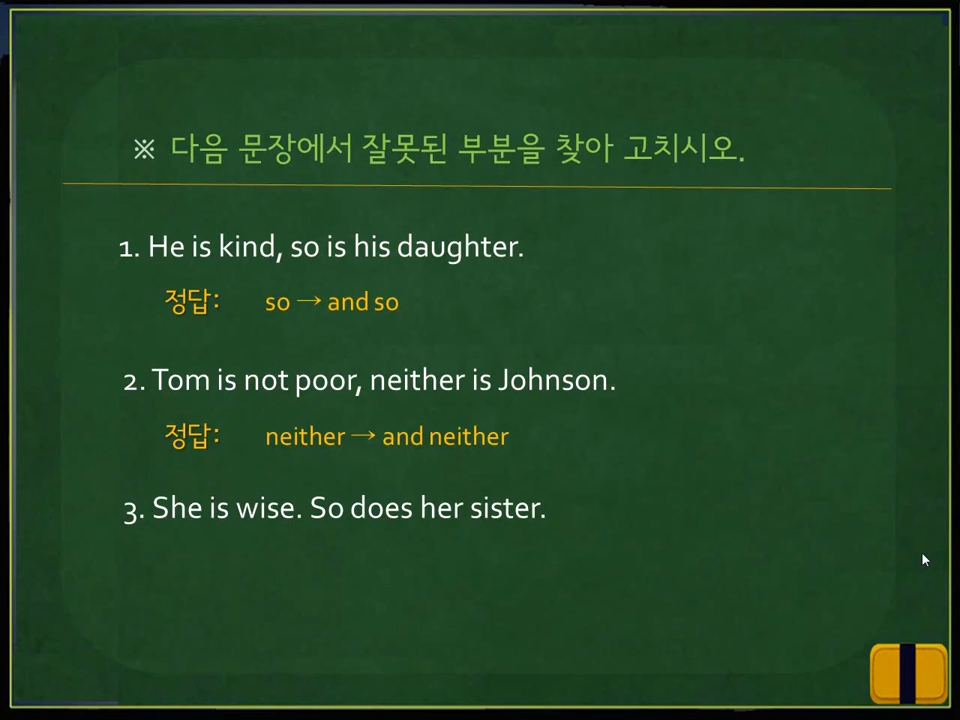 ※ 다음 문장에서 잘못된 부분을 찾아 고치시오.
1. He is kind, so is his daughter.
정답: so → and so
2. Tom is not poor, neither is Johnson.
정답: neither → and neither
3. She is wise. So does her sister.